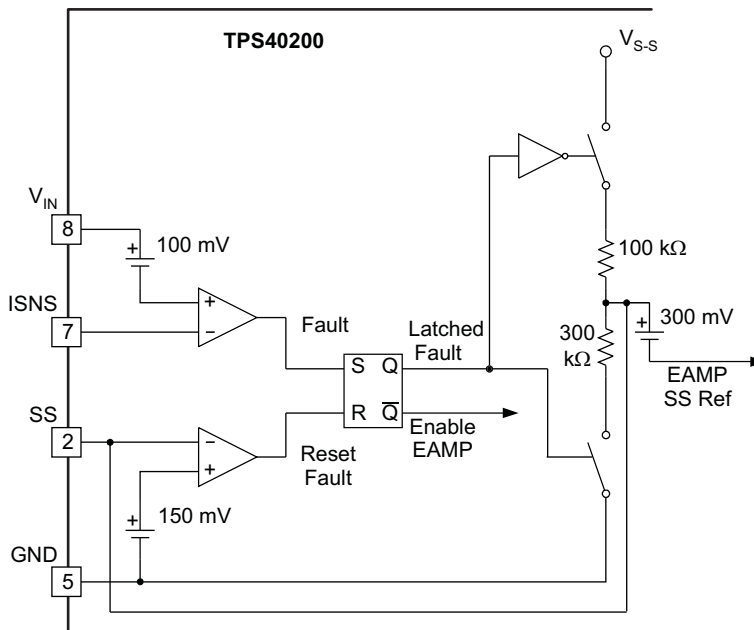 TPS40200
V_S-S
V_IN
8
+
100 mV
ISNS
7
+
−
Fault
Latched
Fault
100 kΩ
300
kΩ
+
300 mV
EAMP
SS Ref
S Q
R Q̅
Enable
EAMP
SS
2
−
+
Reset
Fault
+
150 mV
GND
5